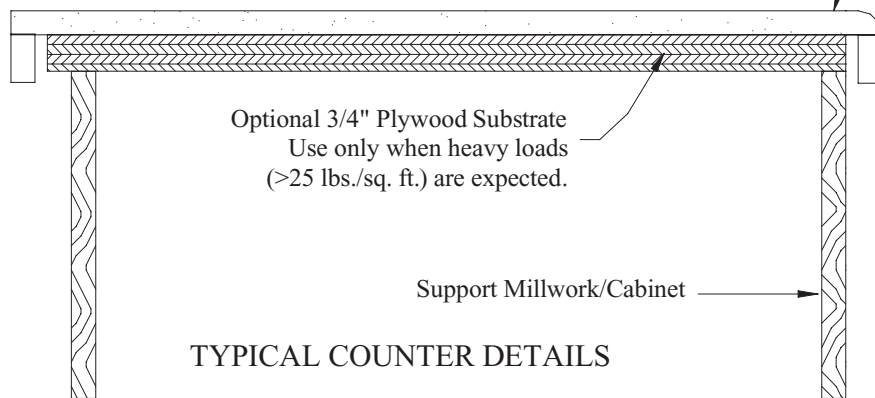 Optional 3/4" Plywood Substrate
Use only when heavy loads
(>25 lbs./sq. ft.) are expected.
Support Millwork/Cabinet
TYPICAL COUNTER DETAILS